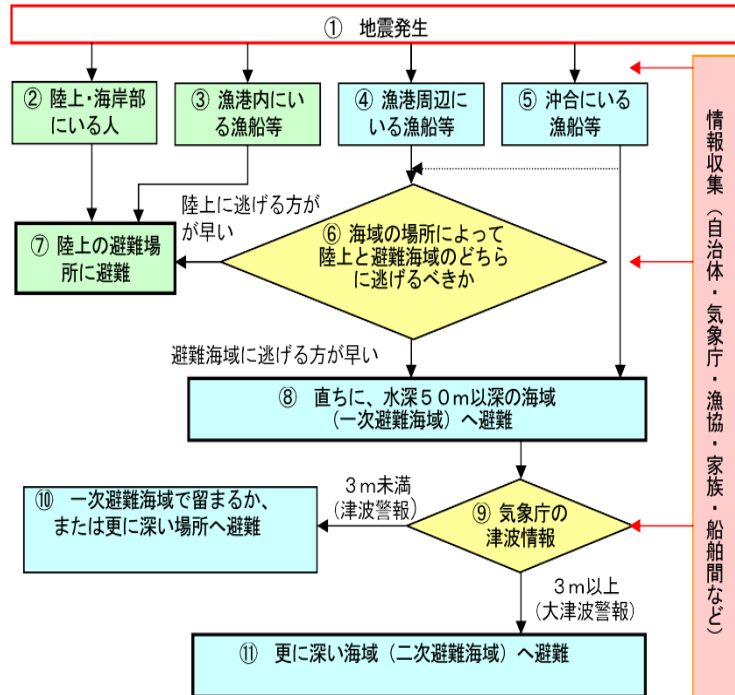 ① 地震発生
② 陸上・海岸部
にいる人
③ 漁港内にい
る漁船等
④ 漁港周辺に
いる漁船等
⑤ 沖合にいる
漁船等
陸上に逃げる方が
が早い
⑥ 海域の場所によって
陸上と避難海域のどちら
に逃げるべきか
⑦ 陸上の避難場
所に避難
避難海域に逃げる方が早い
⑧ 直ちに、水深50m以深の海域
(一次避難海域)へ避難
3m未満
(津波警報)
⑨ 気象庁の
津波情報
⑩ 一次避難海域で留まるか、
または更に深い場所へ避難
3m以上
(大津波警報)
⑪ 更に深い海域(二次避難海域)へ避難
情報収集(自治体・気象庁・漁協・家族・船舶間など)